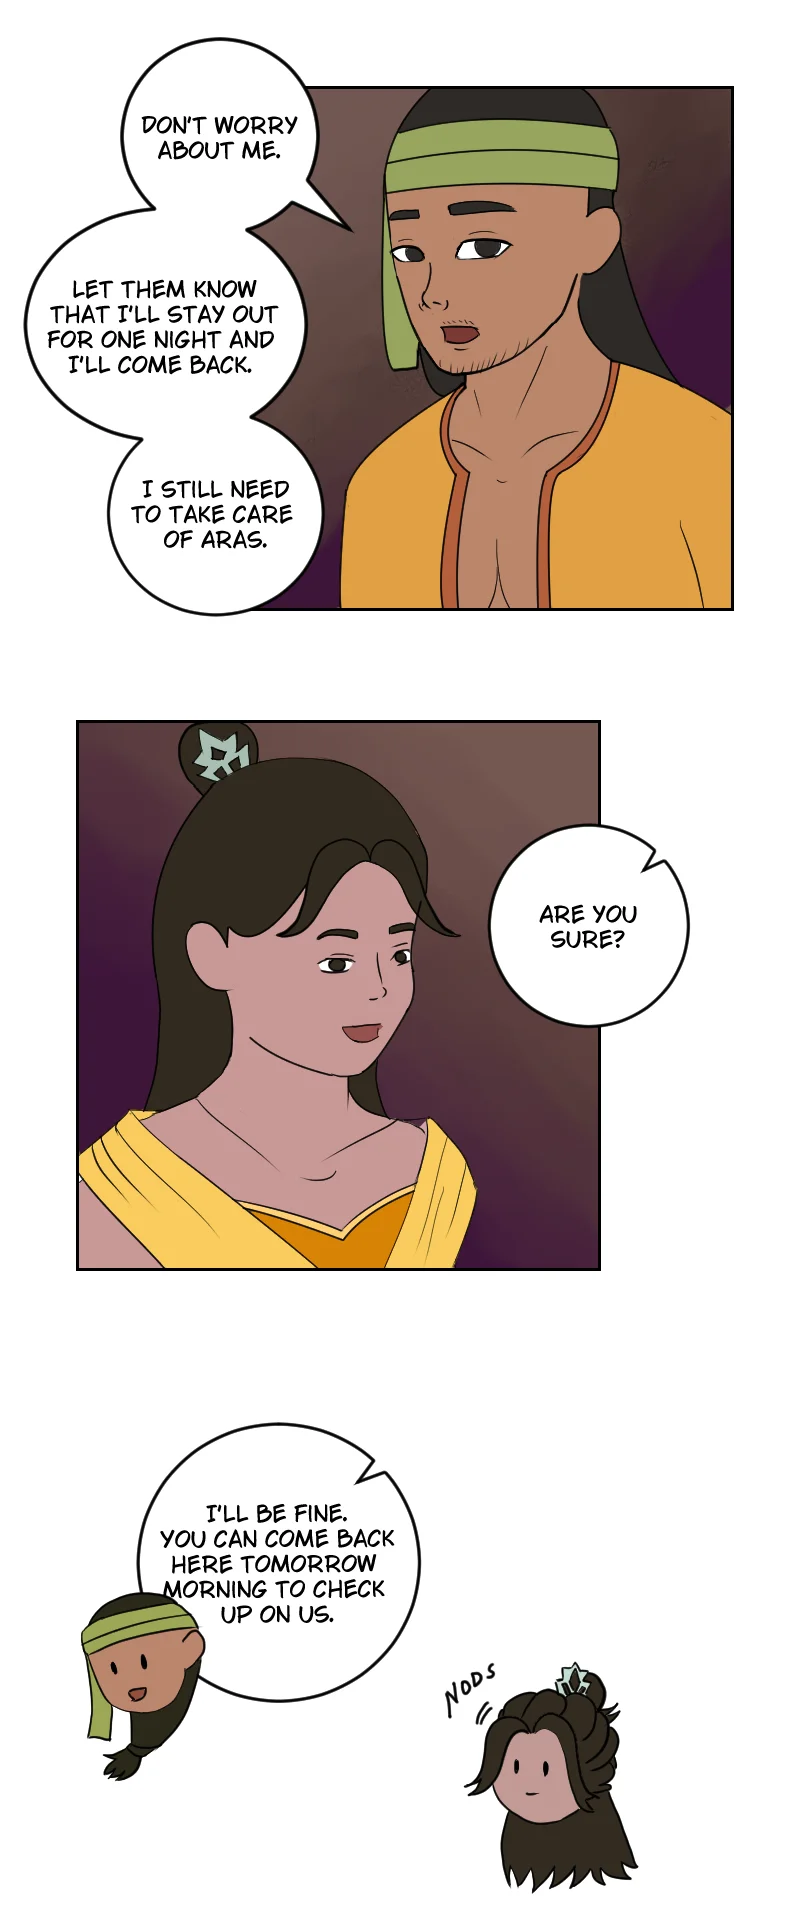 DON'T WORRY
ABOUT ME.
LET THEM KNOW
THAT I'LL STAY OUT
FOR ONE NIGHT AND
I'LL COME BACK.
I STILL NEED
TO TAKE CARE
OF ARAS.
ARE YOU
SURE?
I'LL BE FINE.
YOU CAN COME BACK
HERE TOMORROW
MORNING TO CHECK
UP ON US.
NODS